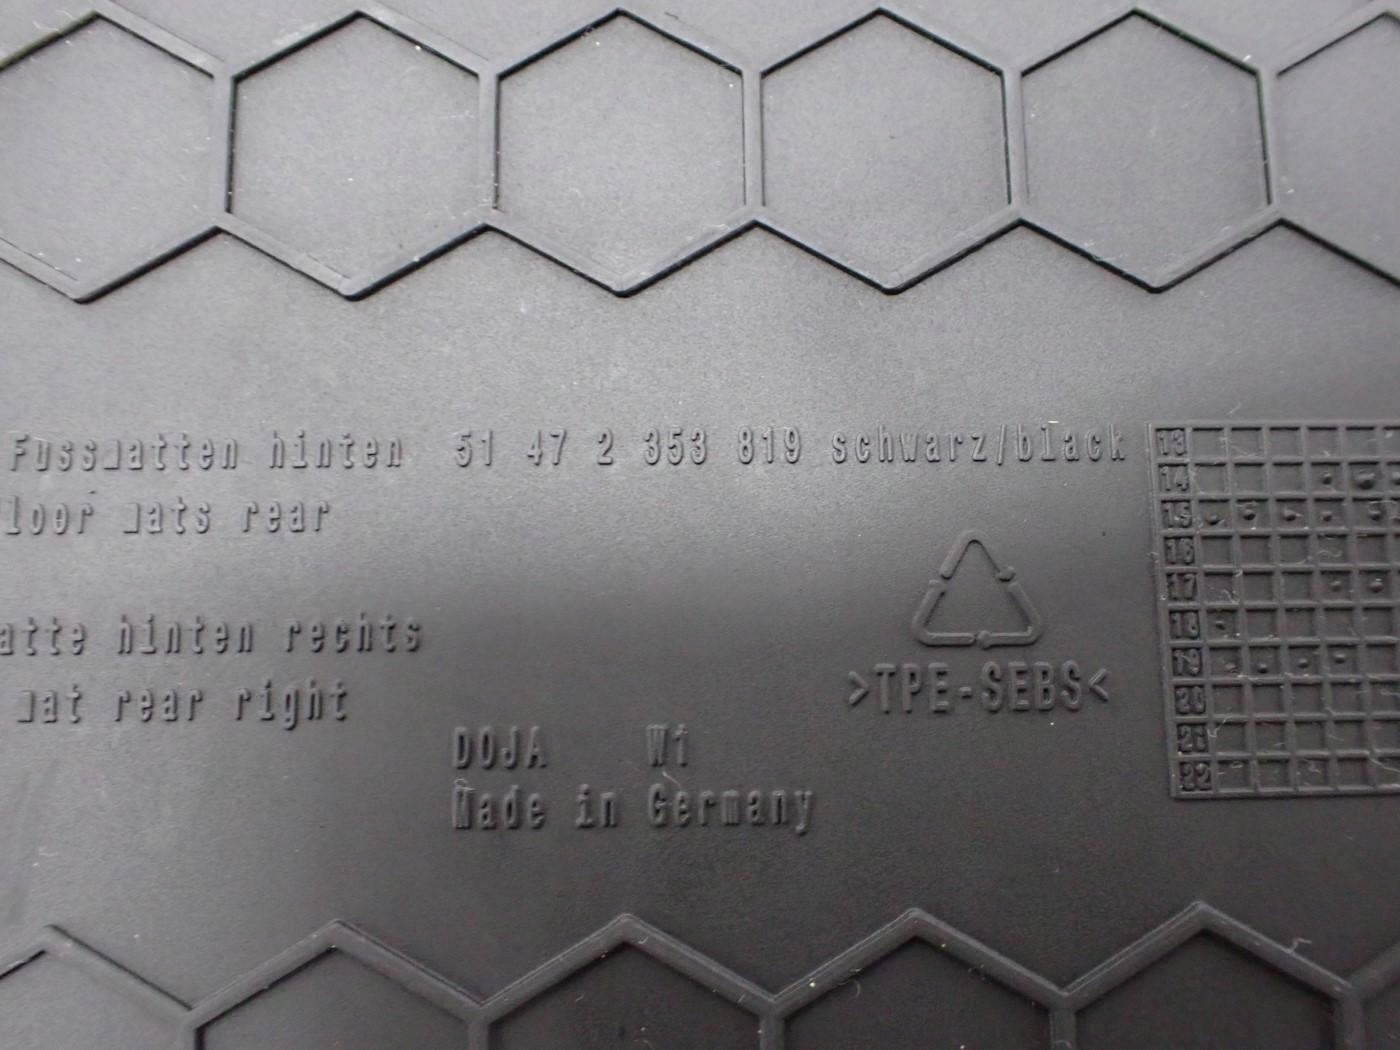 Fussmatten hinten 51 47 2 353 819 schwarz/black
loor mats rear
atte hinten rechts
mat rear right
>TPE-SEBS<
DOJA W1
Made in Germany
13
14
15
16
17
18
19
20
21
22